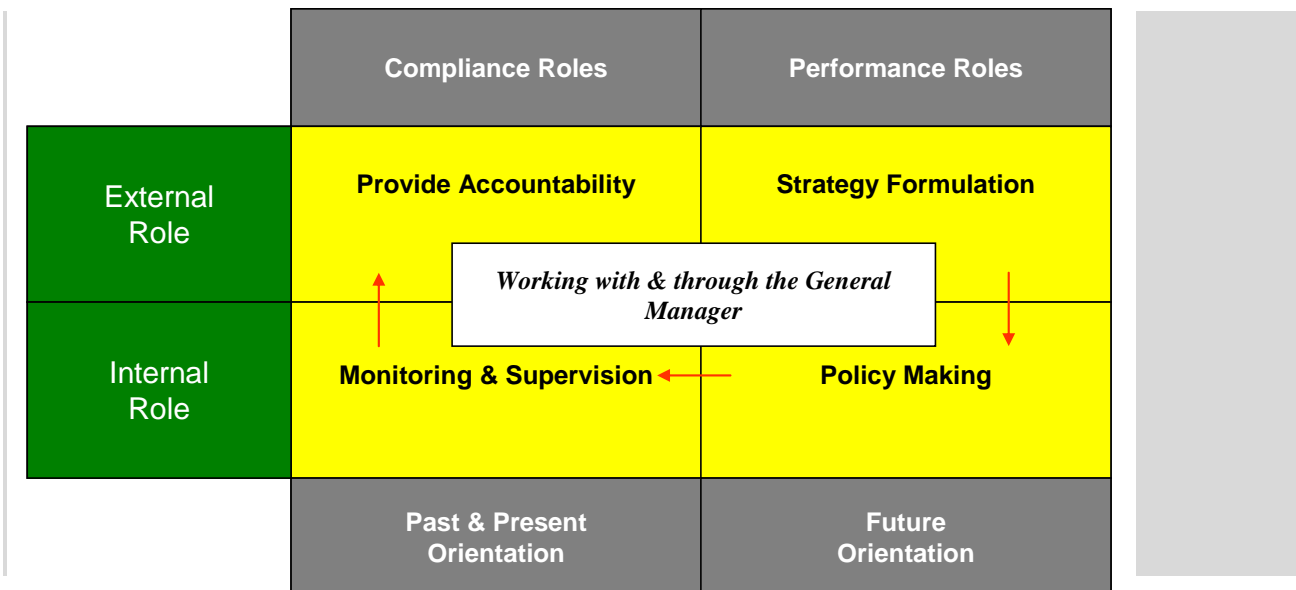 Compliance Roles
Performance Roles
External
Role
Provide Accountability
Strategy Formulation
Working with & through the General
Manager
Internal
Role
Monitoring & Supervision
Policy Making
Past & Present
Orientation
Future
Orientation